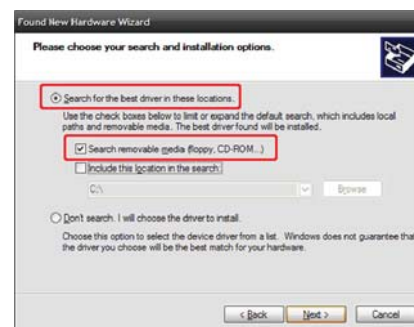 Found New Hardware Wizard
Please choose your search and installation options.
Search for the best driver in these locations.
Use the check boxes below to limit or expand the default search, which includes local
paths and removable media. The best driver found will be installed.
Search removable media (floppy, CD-ROM...)
Include this location in the search:
C:\
Browse
Don't search. I will choose the driver to install.
Choose this option to select the device driver from a list. Windows does not guarantee that
the driver you choose will be the best match for your hardware.
< Back
Next >
Cancel